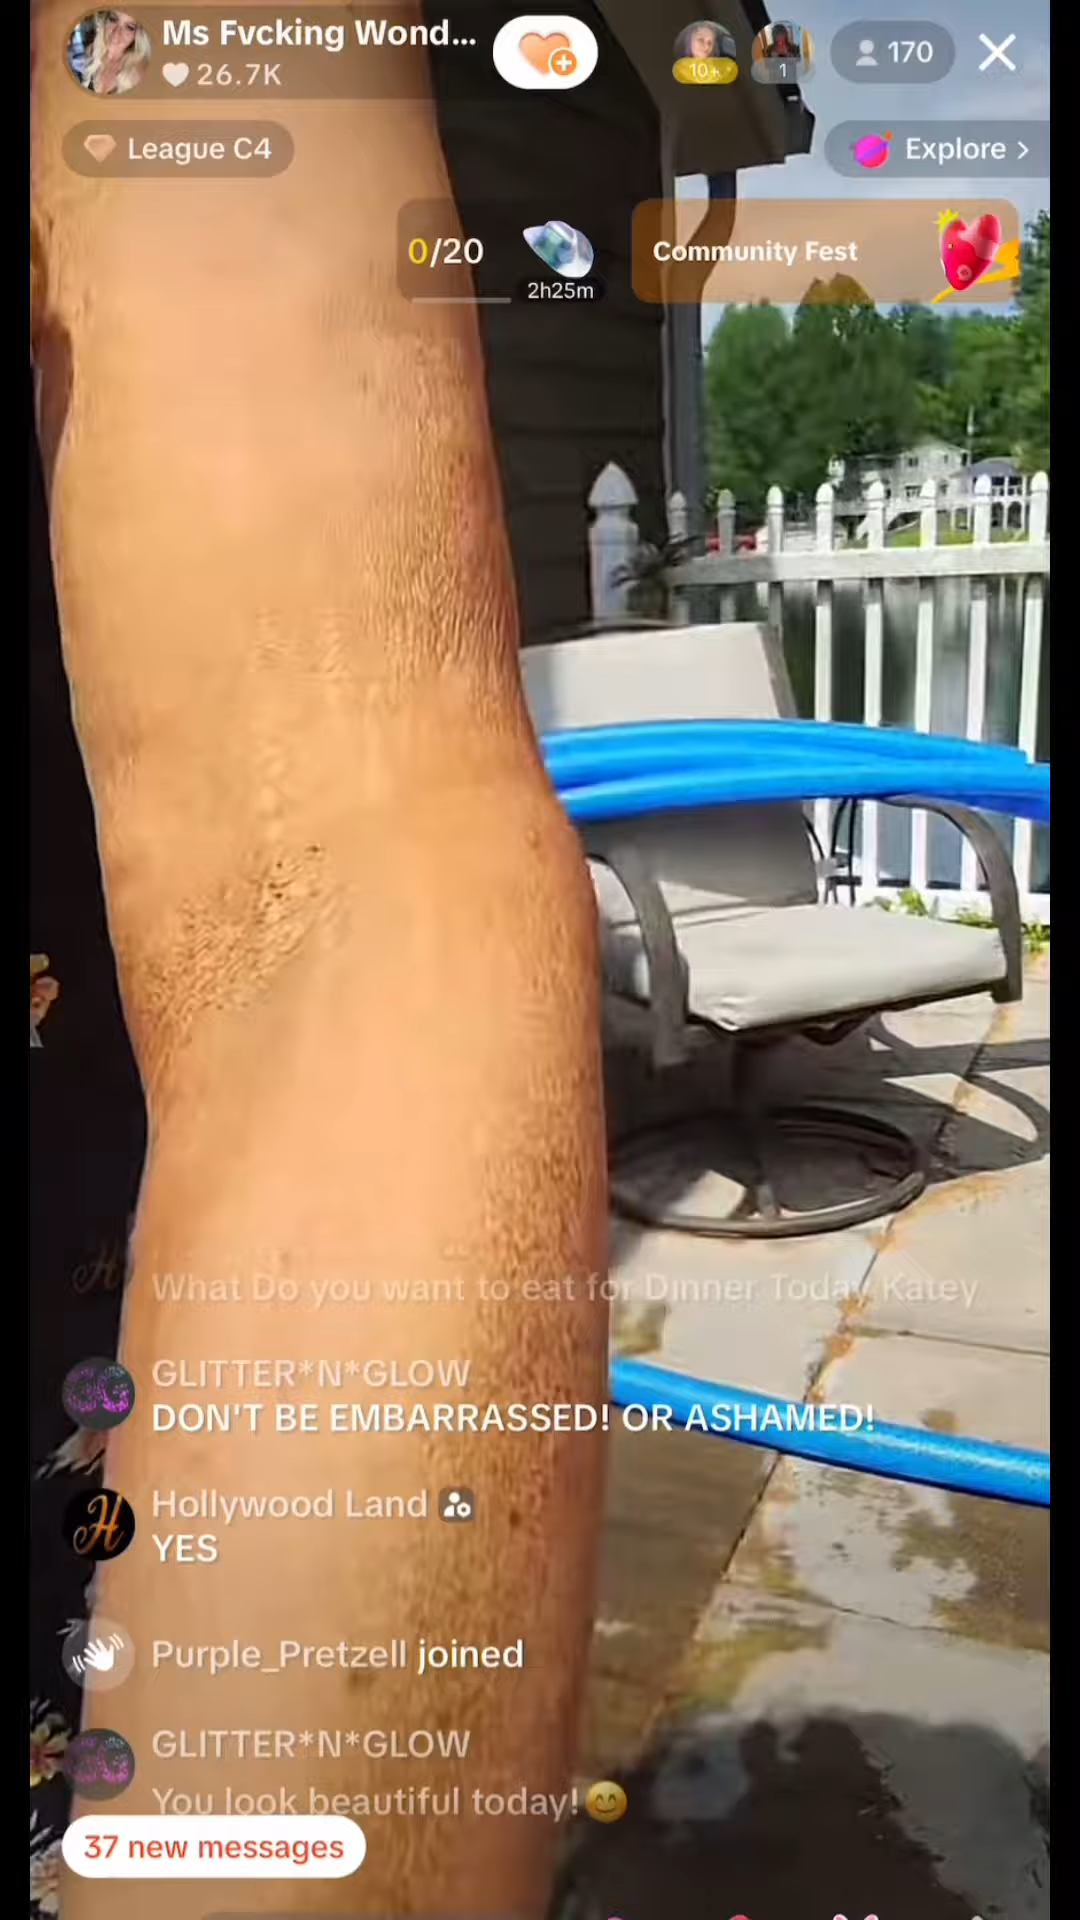 Ms Fvcking Wond...
26.7K
10+
1
170
League C4
Explore >
0/20
2h25m
Community Fest
What Do you want to eat for Dinner Today Katey
GLITTER*N*GLOW
DON'T BE EMBARRASSED! OR ASHAMED!
Hollywood Land
YES
Purple_Pretzell joined
GLITTER*N*GLOW
You look beautiful today!😊
37 new messages